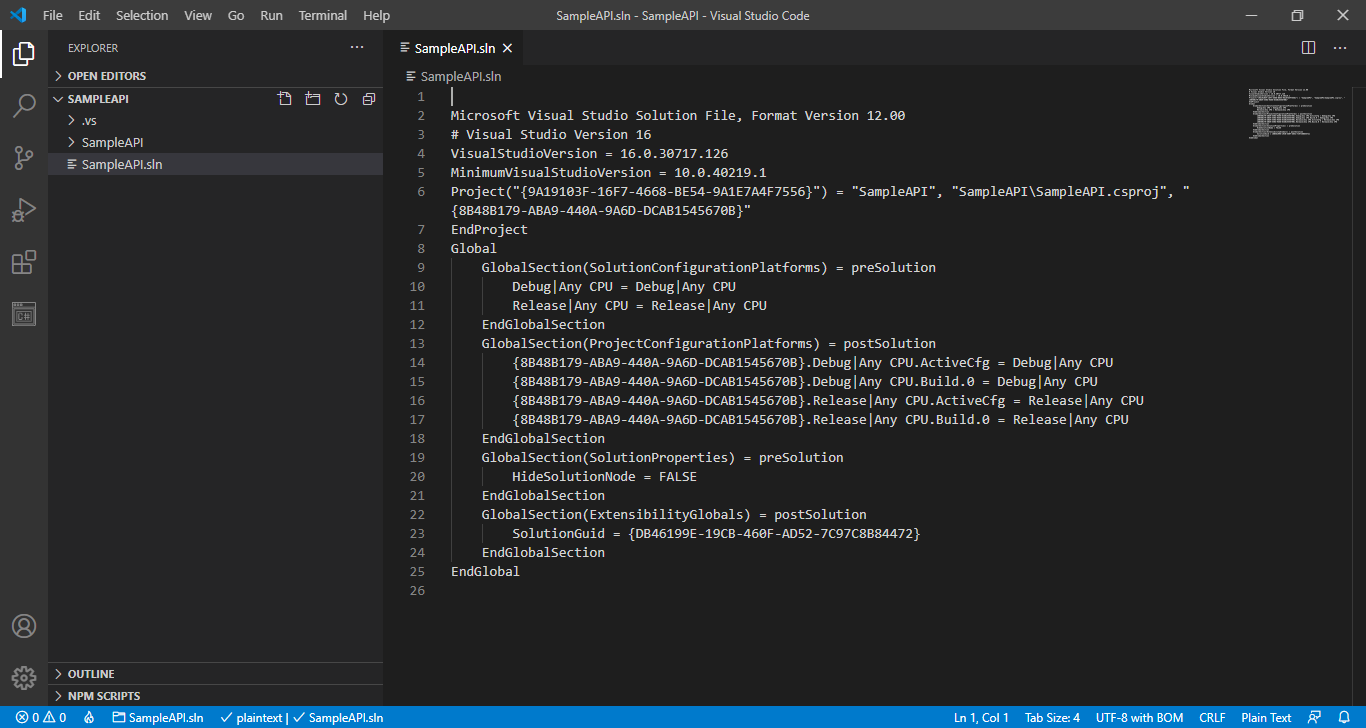 File Edit Selection View Go Run Terminal Help
SampleAPI.sln - SampleAPI - Visual Studio Code
EXPLORER
OPEN EDITORS
SAMPLEAPI
.vs
SampleAPI
SampleAPI.sln
OUTLINE
NPM SCRIPTS
SampleAPI.sln
SampleAPI.sln
1
2 Microsoft Visual Studio Solution File, Format Version 12.00
3 # Visual Studio Version 16
4 VisualStudioVersion = 16.0.30717.126
5 MinimumVisualStudioVersion = 10.0.40219.1
6 Project("{9A19103F-16F7-4668-BE54-9A1E7A4F7556}") = "SampleAPI", "SampleAPI\SampleAPI.csproj", "
{8B48B179-ABA9-440A-9A6D-DCAB1545670B}"
7 EndProject
8 Global
9 GlobalSection(SolutionConfigurationPlatforms) = preSolution
10 Debug|Any CPU = Debug|Any CPU
11 Release|Any CPU = Release|Any CPU
12 EndGlobalSection
13 GlobalSection(ProjectConfigurationPlatforms) = postSolution
14 {8B48B179-ABA9-440A-9A6D-DCAB1545670B}.Debug|Any CPU.ActiveCfg = Debug|Any CPU
15 {8B48B179-ABA9-440A-9A6D-DCAB1545670B}.Debug|Any CPU.Build.0 = Debug|Any CPU
16 {8B48B179-ABA9-440A-9A6D-DCAB1545670B}.Release|Any CPU.ActiveCfg = Release|Any CPU
17 {8B48B179-ABA9-440A-9A6D-DCAB1545670B}.Release|Any CPU.Build.0 = Release|Any CPU
18 EndGlobalSection
19 GlobalSection(SolutionProperties) = preSolution
20 HideSolutionNode = FALSE
21 EndGlobalSection
22 GlobalSection(ExtensibilityGlobals) = postSolution
23 SolutionGuid = {DB46199E-19CB-460F-AD52-7C97C8B84472}
24 EndGlobalSection
25 EndGlobal
26
0 0 SampleAPI.sln plaintext | SampleAPI.sln Ln 1, Col 1 Tab Size: 4 UTF-8 with BOM CRLF Plain Text